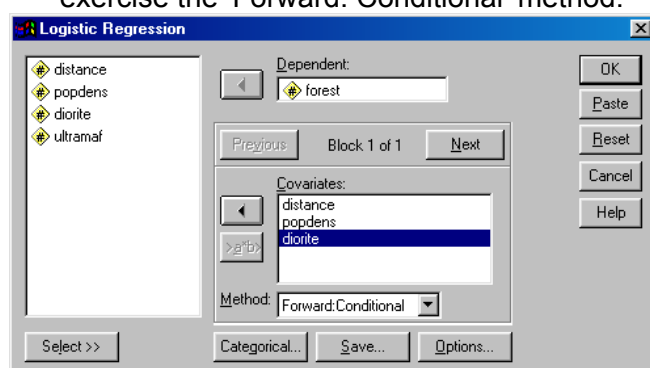 exercise the 'Forward: Conditional' method.
Logistic Regression
distance
popdens
diorite
ultramaf
Dependent:
forest
Previous Block 1 of 1 Next
Covariates:
distance
popdens
diorite
>a*b>
Method: Forward:Conditional
Select >>
Categorical... Save... Options...
OK
Paste
Reset
Cancel
Help